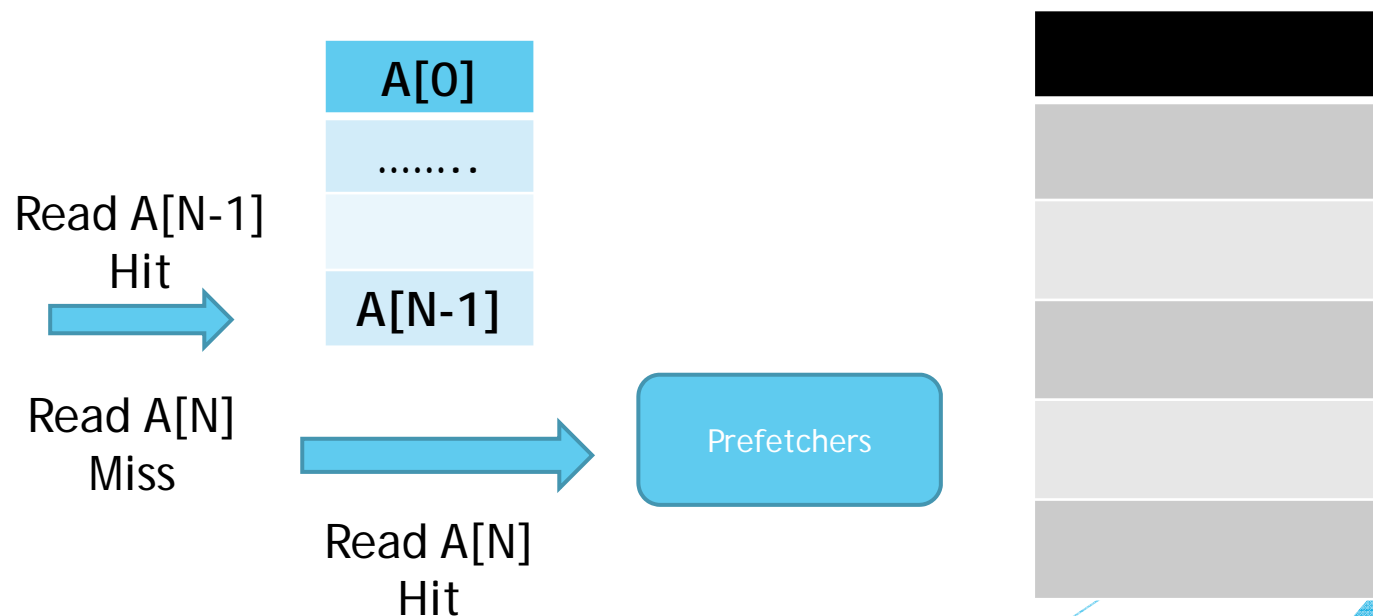 A[0]
........
Read A[N-1]
Hit
A[N-1]
Read A[N]
Miss
Prefetchers
Read A[N]
Hit